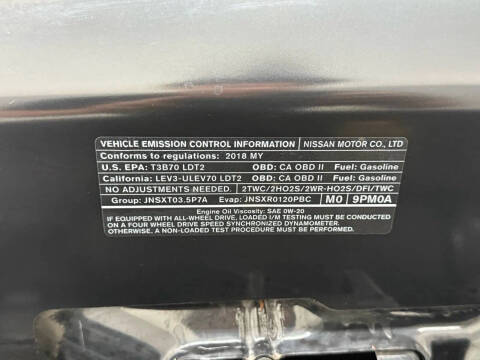 VEHICLE EMISSION CONTROL INFORMATION NISSAN MOTOR CO., LTD
Conforms to regulations: 2018 MY
U.S. EPA: T3B70 LDT2 OBD: CA OBD II Fuel: Gasoline
California: LEV3-ULEV70 LDT2 OBD: CA OBD II Fuel: Gasoline
NO ADJUSTMENTS NEEDED. 2TWC/2HO2S/2WR-HO2S/DFI/TWC
Group: JNSXT03.5P7A Evap: JNSXR0120PBC M0 9PM0A
Engine Oil Viscosity: SAE 0W-20
IF EQUIPPED WITH ALL-WHEEL DRIVE, LOADED I/M TESTING MUST BE CONDUCTED
ON A FOUR WHEEL DRIVE SPEED SYNCHRONIZED DYNAMOMETER.
OTHERWISE, A NON-LOADED TEST PROCEDURE MUST BE PERFORMED.